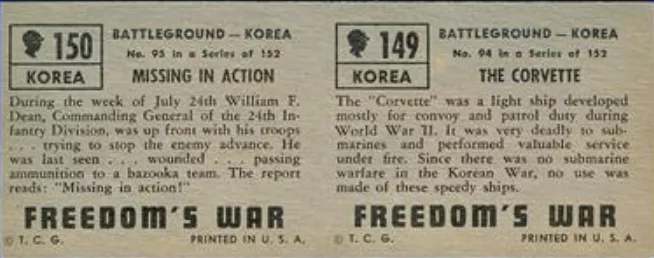 150
KOREA
BATTLEGROUND — KOREA
No. 95 in a Series of 152
MISSING IN ACTION
During the week of July 24th William F.
Dean, Commanding General of the 24th In-
fantry Division, was up front with his troops
. . . trying to stop the enemy advance. He
was last seen . . . wounded . . . passing
ammunition to a bazooka team. The report
reads: "Missing in action!"
FREEDOM'S WAR
© T. C. G.
PRINTED IN U. S. A.
149
KOREA
BATTLEGROUND — KOREA
No. 94 in a Series of 152
THE CORVETTE
The "Corvette" was a light ship developed
mostly for convoy and patrol duty during
World War II. It was very deadly to sub-
marines and performed valuable service
under fire. Since there was no submarine
warfare in the Korean War, no use was
made of these speedy ships.
FREEDOM'S WAR
© T. C. G.
PRINTED IN U. S. A.